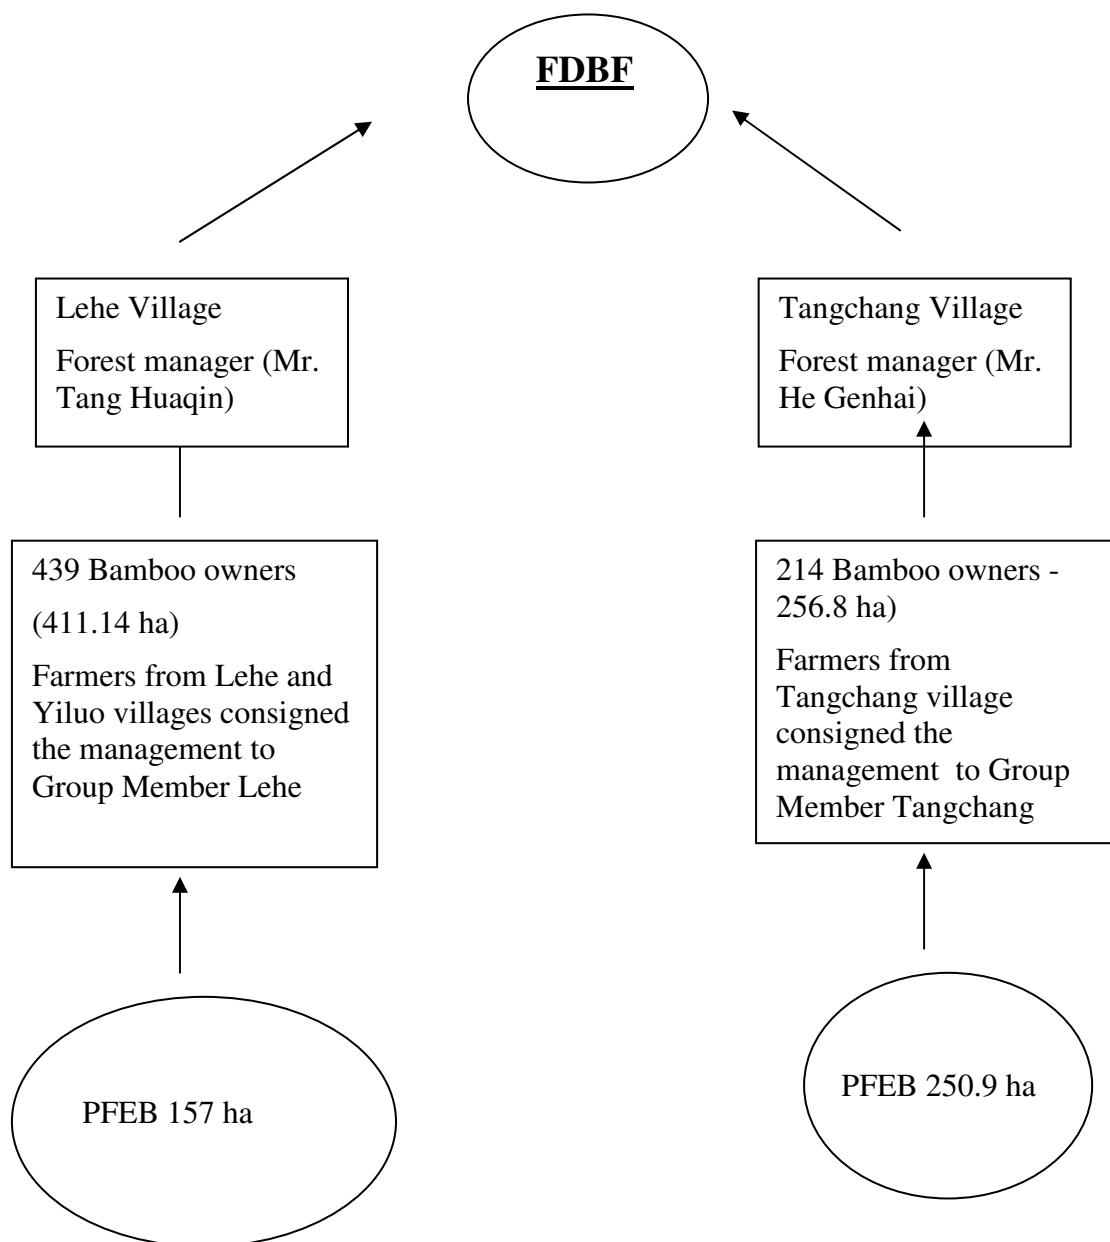 FDBF
Lehe Village
Forest manager (Mr.
Tang Huaqin)
Tangchang Village
Forest manager (Mr.
He Genhai)
439 Bamboo owners
(411.14 ha)
Farmers from Lehe and
Yiluo villages consigned
the management to
Group Member Lehe
214 Bamboo owners -
256.8 ha)
Farmers from
Tangchang village
consigned the
management to Group
Member Tangchang
PFEB 157 ha
PFEB 250.9 ha